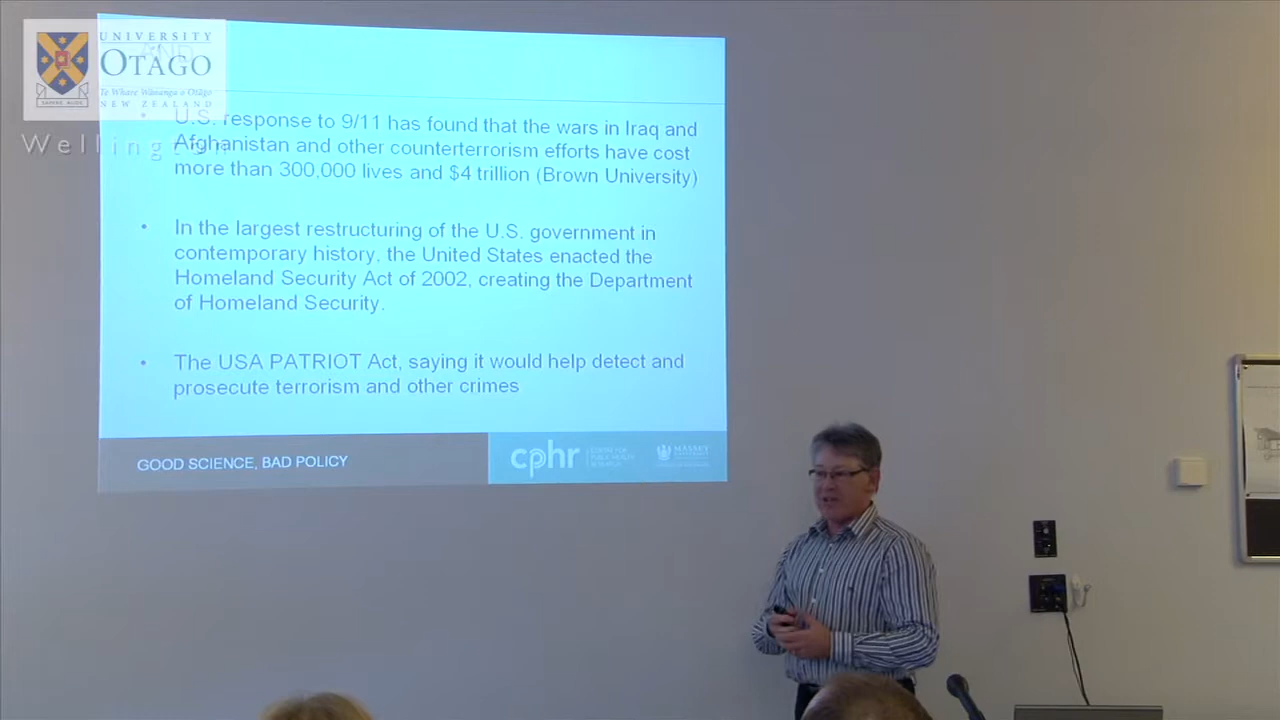 UNIVERSITY
OTAGO
Te Whare Wānanga o Otāgo
NEW ZEALAND
SAPERE AUDE
Wellington
AND
• U.S. response to 9/11 has found that the wars in Iraq and
Afghanistan and other counterterrorism efforts have cost
more than 300,000 lives and $4 trillion (Brown University)
• In the largest restructuring of the U.S. government in
contemporary history, the United States enacted the
Homeland Security Act of 2002, creating the Department
of Homeland Security.
• The USA PATRIOT Act, saying it would help detect and
prosecute terrorism and other crimes
GOOD SCIENCE, BAD POLICY
cphr
CENTRE FOR
PUBLIC HEALTH
RESEARCH
MASSEY
UNIVERSITY